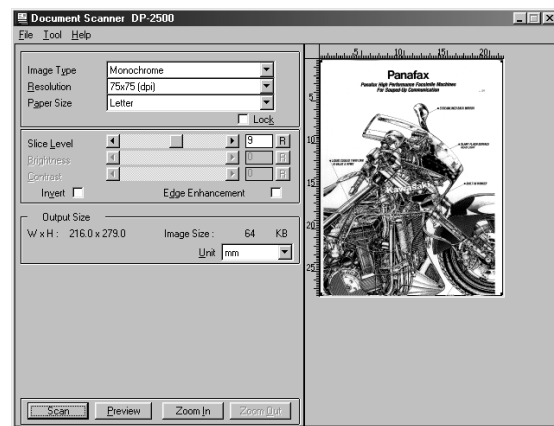 Document Scanner DP-2500
File Tool Help
Image Type Monochrome
Resolution 75x75 (dpi)
Paper Size Letter
Lock
Slice Level 9 R
Brightness 0 R
Contrast 0 R
Invert Edge Enhancement
Output Size
W x H : 216.0 x 279.0 Image Size : 64 KB
Unit mm
Scan Preview Zoom In Zoom Out
5 10 15 20
5
10
15
20
25
Panafax
Panafax High Performance Facsimile Machines
For Souped-Up Communication